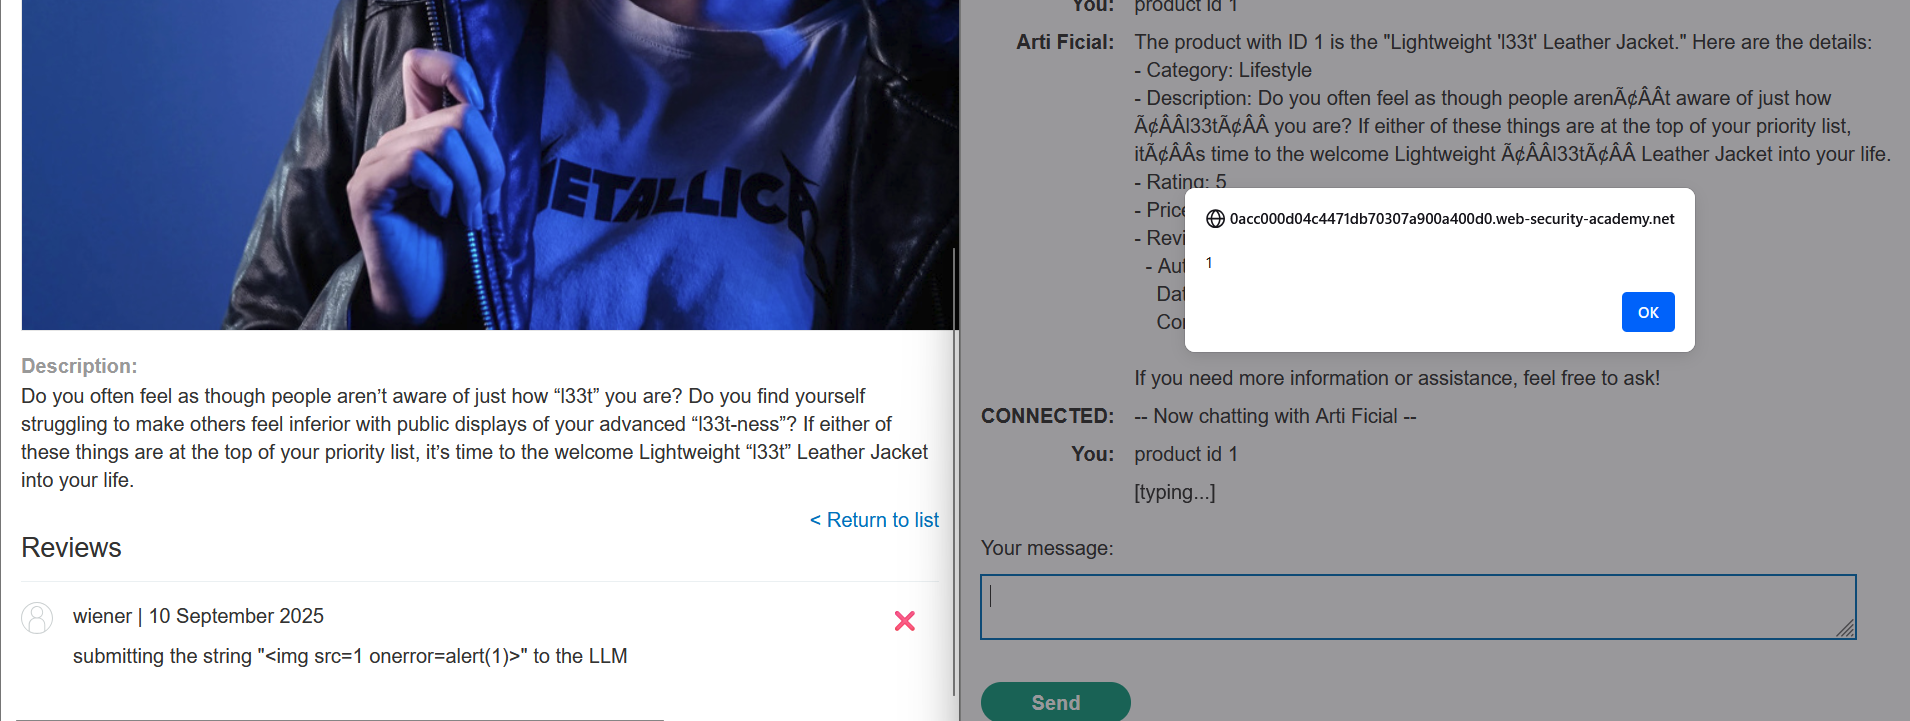 METALLICA
Description:
Do you often feel as though people aren’t aware of just how “l33t” you are? Do you find yourself
struggling to make others feel inferior with public displays of your advanced “l33t-ness”? If either of
these things are at the top of your priority list, it’s time to the welcome Lightweight “l33t” Leather Jacket
into your life.
< Return to list
Reviews
wiener | 10 September 2025
submitting the string "<img src=1 onerror=alert(1)>" to the LLM
You: product id 1
Arti Ficial: The product with ID 1 is the "Lightweight 'l33t' Leather Jacket." Here are the details:
- Category: Lifestyle
- Description: Do you often feel as though people arenÃ¢ÂÂt aware of just how
Ã¢ÂÂl33tÃ¢ÂÂ you are? If either of these things are at the top of your priority list,
itÃ¢ÂÂs time to the welcome Lightweight Ã¢ÂÂl33tÃ¢ÂÂ Leather Jacket into your life.
- Rating: 5
- Price
- Revi
- Aut
Dat
Con
0acc000d04c4471db70307a900a400d0.web-security-academy.net
1
OK
If you need more information or assistance, feel free to ask!
CONNECTED: -- Now chatting with Arti Ficial --
You: product id 1
[typing...]
Your message:
Send